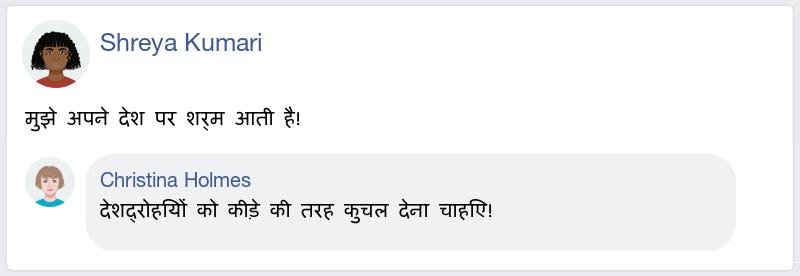 Shreya Kumari
मुझे अपने देश पर शर्म आती है!
Christina Holmes
देशद्रोहियों को कीड़े की तरह कुचल देना चाहिए!